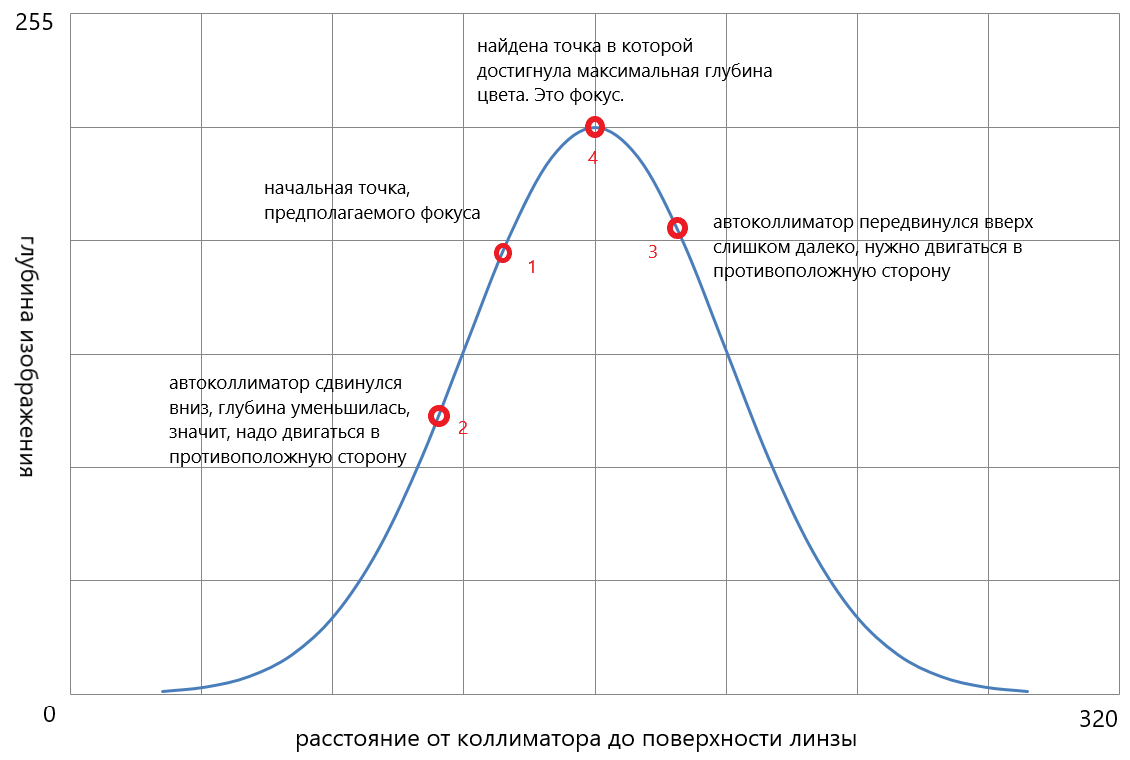 255
найдена точка в которой
достигнула максимальная глубина
цвета. Это фокус.
4
начальная точка,
предполагаемого фокуса
1
автоколлиматор передвинулся вверх
слишком далеко, нужно двигаться в
противоположную сторону
3
глубина изображения
автоколлиматор сдвинулся
вниз, глубина уменьшилась,
значит, надо двигаться в
противоположную сторону
2
0
320
расстояние от коллиматора до поверхности линзы